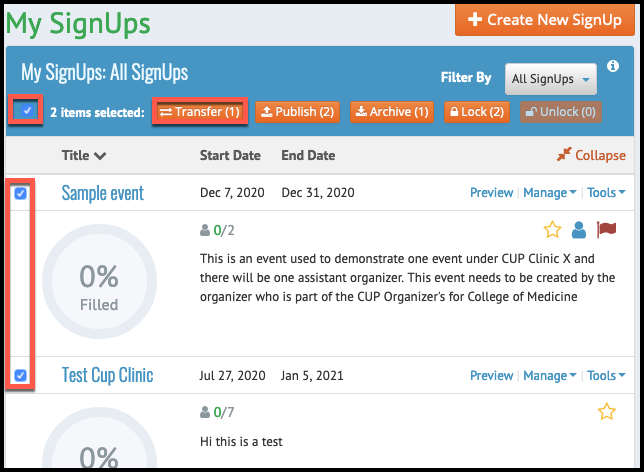 My SignUps
+ Create New SignUp
My SignUps: All SignUps
Filter By All SignUps
2 items selected: Transfer (1) Publish (2) Archive (1) Lock (2) Unlock (0)
Title Start Date End Date Collapse
Sample event Dec 7, 2020 Dec 31, 2020 Preview | Manage | Tools
0/2
This is an event used to demonstrate one event under CUP Clinic X and
there will be one assistant organizer. This event needs to be created by the
organizer who is part of the CUP Organizer's for College of Medicine
0%
Filled
Test Cup Clinic Jul 27, 2020 Jan 5, 2021 Preview | Manage | Tools
0/7
Hi this is a test
0%